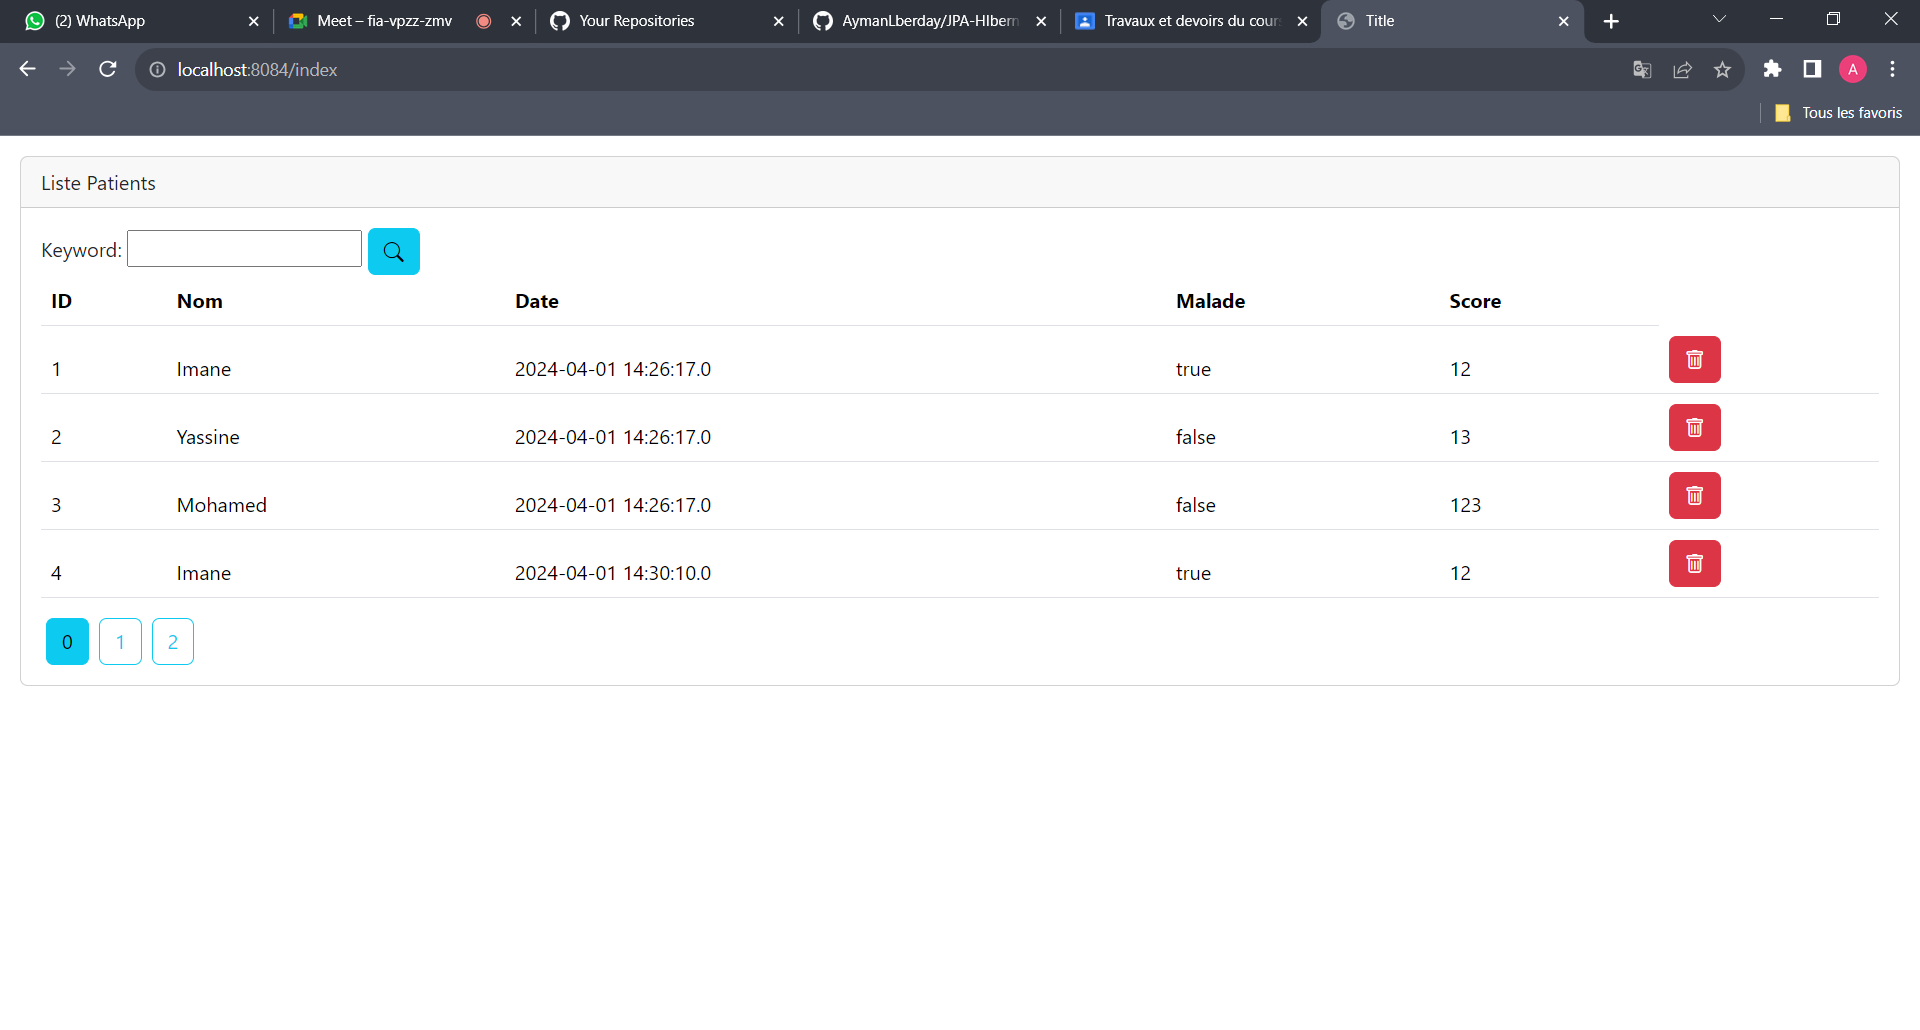 (2) WhatsApp
Meet – fia-vpzz-zmv
Your Repositories
AymanLberday/JPA-HIbern
Travaux et devoirs du cour
Title
localhost:8084/index
A
Tous les favoris
Liste Patients
Keyword:
ID Nom Date Malade Score
1 Imane 2024-04-01 14:26:17.0 true 12
2 Yassine 2024-04-01 14:26:17.0 false 13
3 Mohamed 2024-04-01 14:26:17.0 false 123
4 Imane 2024-04-01 14:30:10.0 true 12
0 1 2